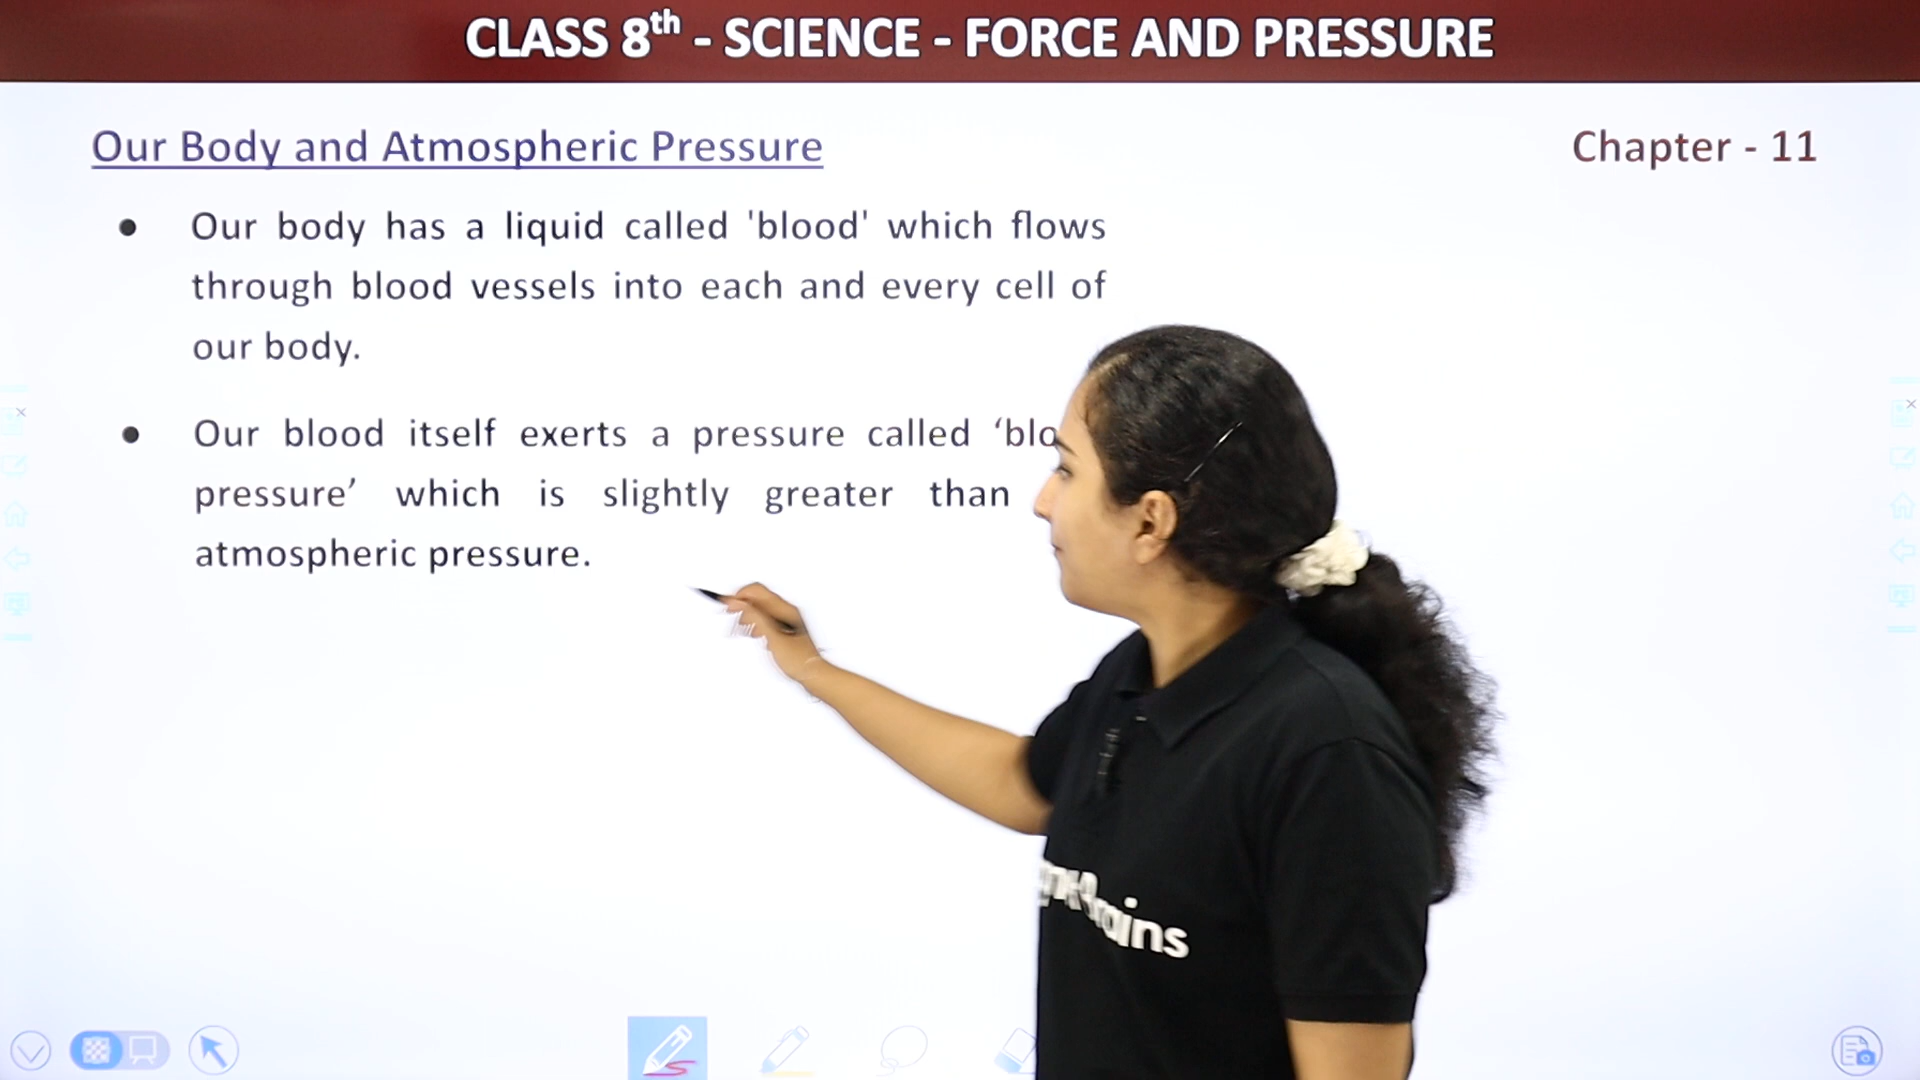 CLASS 8th - SCIENCE - FORCE AND PRESSURE
Our Body and Atmospheric Pressure
Chapter - 11
● Our body has a liquid called 'blood' which flows
through blood vessels into each and every cell of
our body.
● Our blood itself exerts a pressure called ‘blo
pressure’ which is slightly greater than
atmospheric pressure.